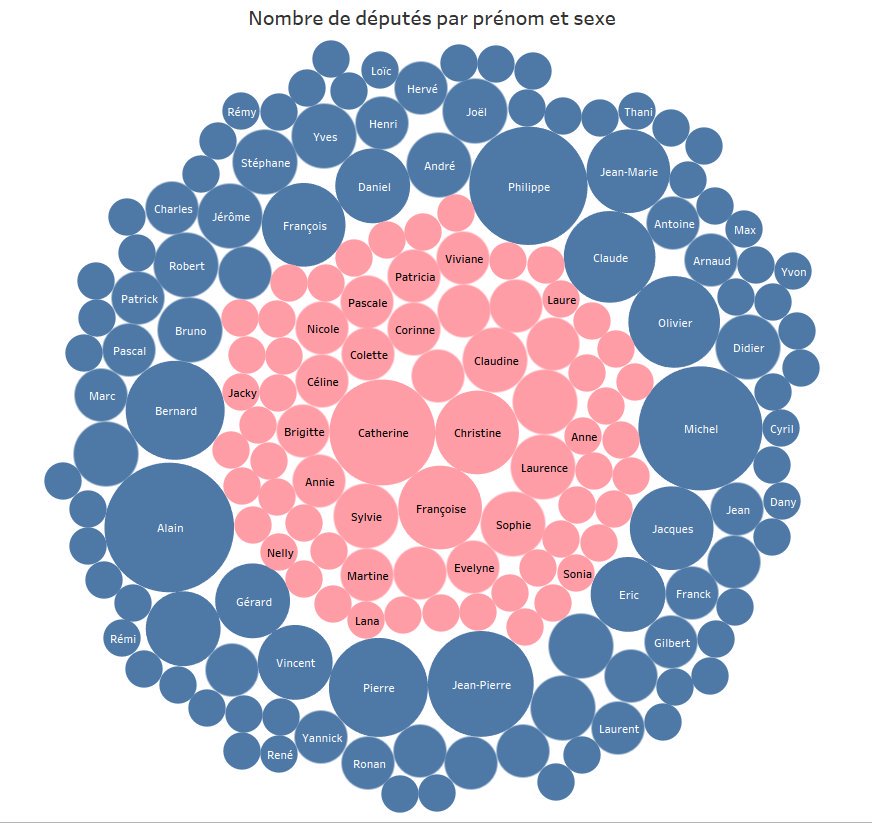 Nombre de députés par prénom et sexe
Loïc
Hervé
Rémy
Henri
Joël
Thani
Yves
Stéphane
André
Daniel
Philippe
Jean-Marie
Charles
Jérôme
François
Antoine
Max
Viviane
Claude
Arnaud
Robert
Patricia
Yvon
Patrick
Pascale
Laure
Bruno
Nicole
Corinne
Olivier
Pascal
Colette
Claudine
Didier
Marc
Jacky
Céline
Bernard
Brigitte
Catherine
Christine
Anne
Michel
Cyril
Laurence
Annie
Alain
Sylvie
Françoise
Sophie
Jacques
Jean
Dany
Nelly
Martine
Evelyne
Sonia
Gérard
Eric
Franck
Lana
Rémi
Gilbert
Vincent
Pierre
Jean-Pierre
Yannick
Laurent
René
Ronan